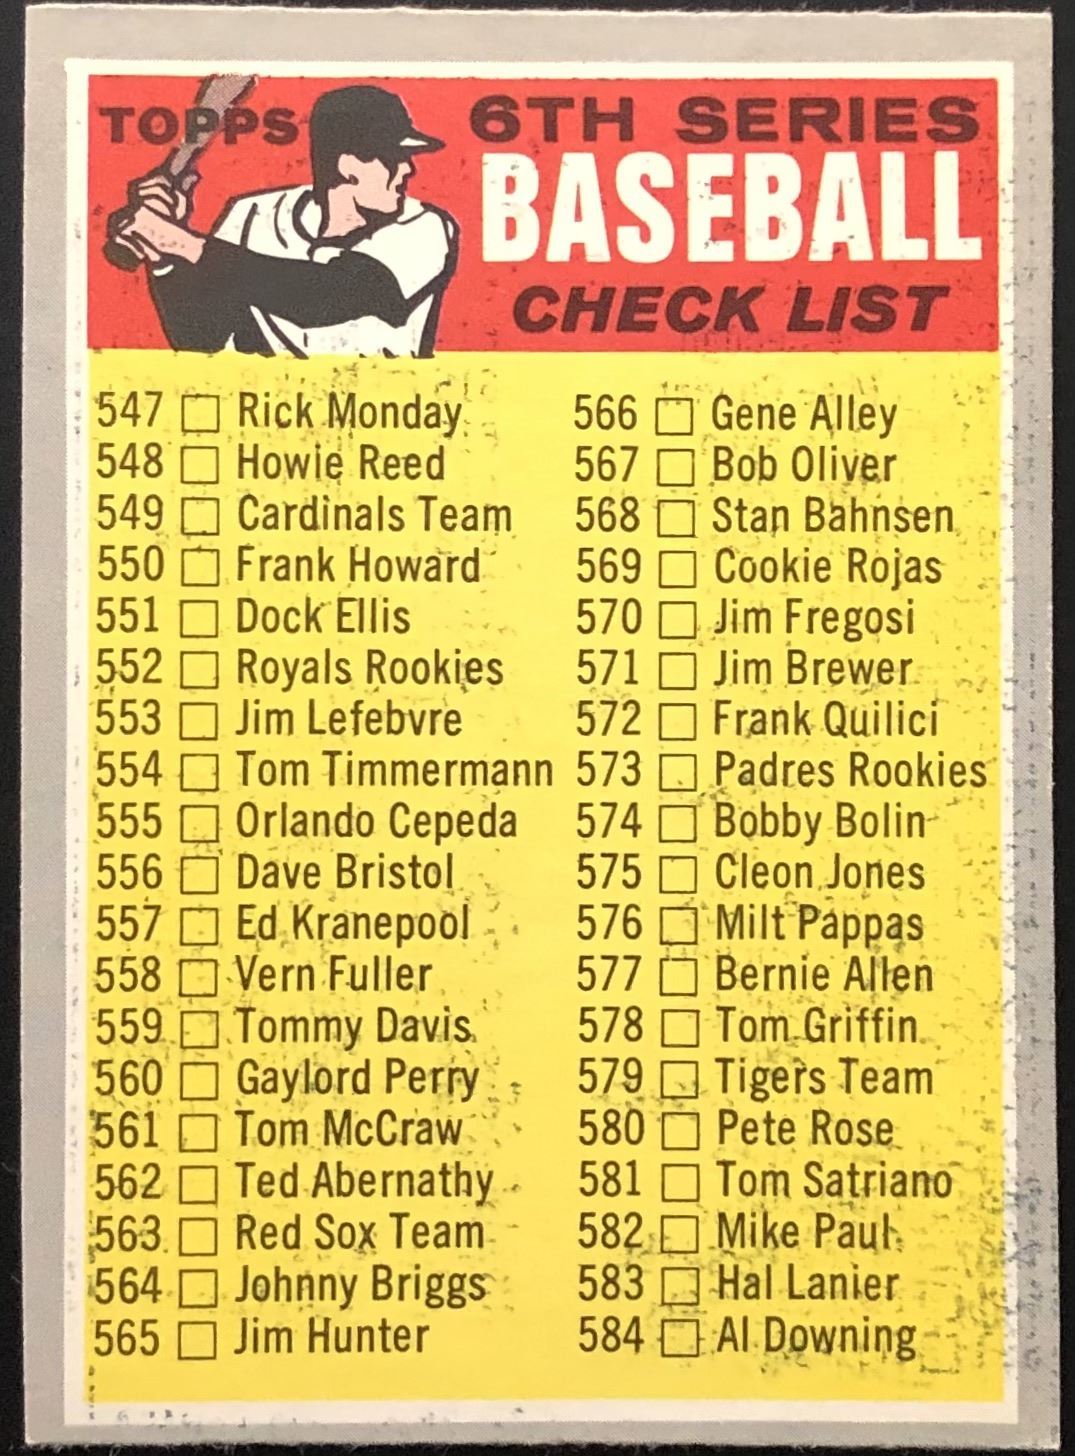 TOPPS
6TH SERIES
BASEBALL
CHECK LIST
547 Rick Monday
548 Howie Reed
549 Cardinals Team
550 Frank Howard
551 Dock Ellis
552 Royals Rookies
553 Jim Lefebvre
554 Tom Timmermann
555 Orlando Cepeda
556 Dave Bristol
557 Ed Kranepool
558 Vern Fuller
559 Tommy Davis
560 Gaylord Perry
561 Tom McCraw
562 Ted Abernathy
563 Red Sox Team
564 Johnny Briggs
565 Jim Hunter
566 Gene Alley
567 Bob Oliver
568 Stan Bahnsen
569 Cookie Rojas
570 Jim Fregosi
571 Jim Brewer
572 Frank Quilici
573 Padres Rookies
574 Bobby Bolin
575 Cleon Jones
576 Milt Pappas
577 Bernie Allen
578 Tom Griffin
579 Tigers Team
580 Pete Rose
581 Tom Satriano
582 Mike Paul
583 Hal Lanier
584 Al Downing